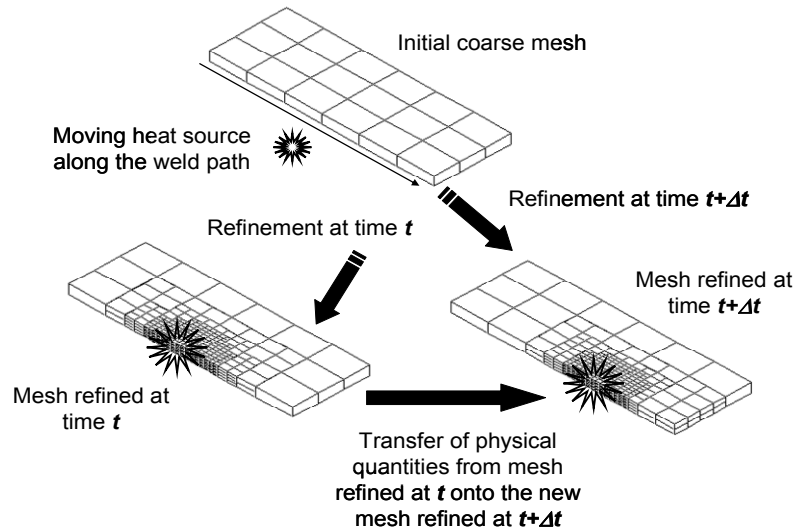 Initial coarse mesh
Moving heat source
along the weld path
Refinement at time t+Δt
Refinement at time t
Mesh refined at
time t+Δt
Mesh refined at
time t
Transfer of physical
quantities from mesh
refined at t onto the new
mesh refined at t+Δt